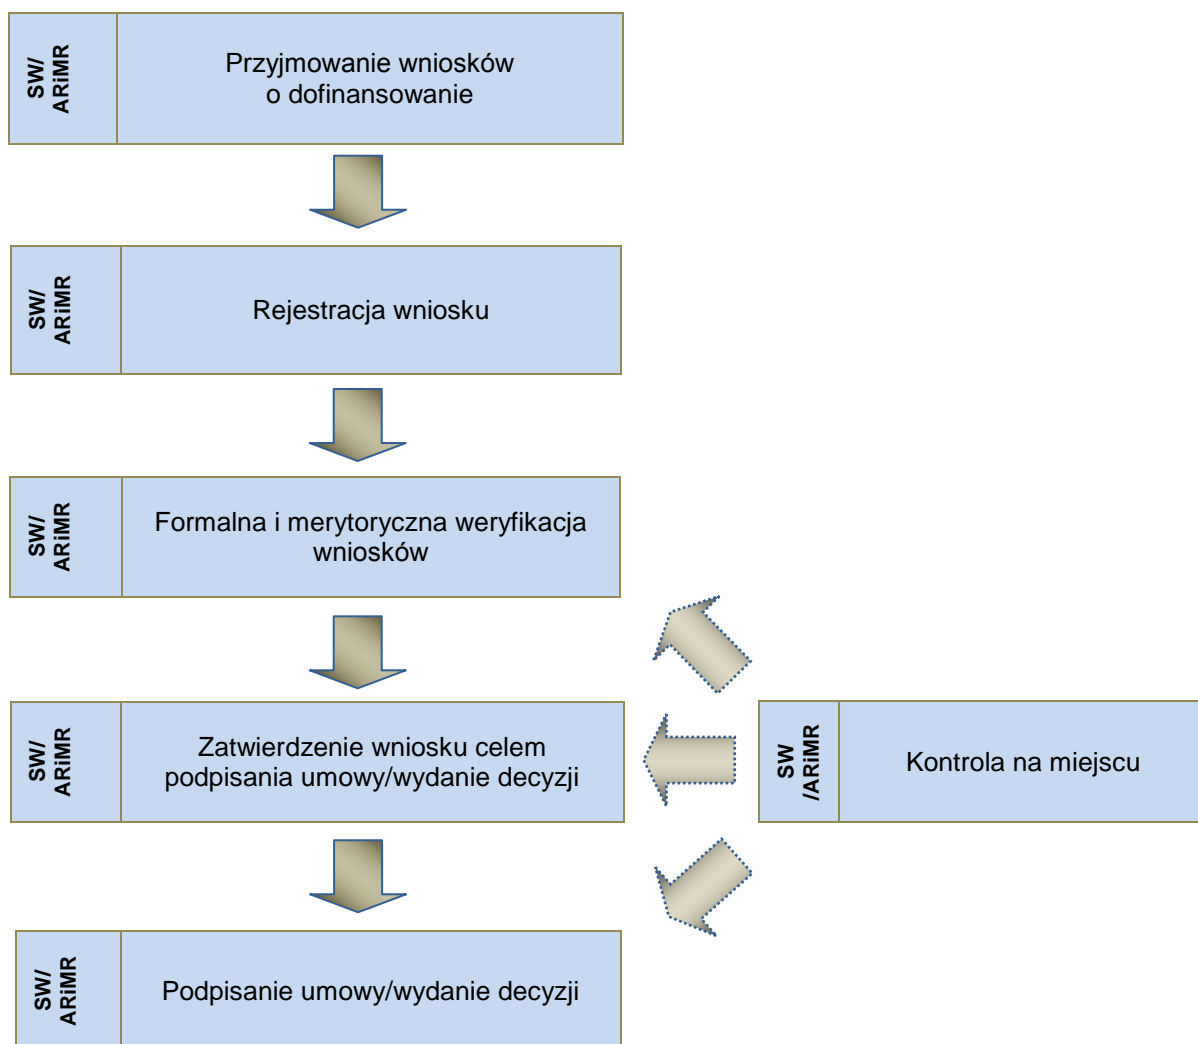 SW/
ARiMR
Przyjmowanie wniosków
o dofinansowanie
SW/
ARiMR
Rejestracja wniosku
SW/
ARiMR
Formalna i merytoryczna weryfikacja
wniosków
SW/
ARiMR
Zatwierdzenie wniosku celem
podpisania umowy/wydanie decyzji
SW
/ARiMR
Kontrola na miejscu
SW/
ARiMR
Podpisanie umowy/wydanie decyzji